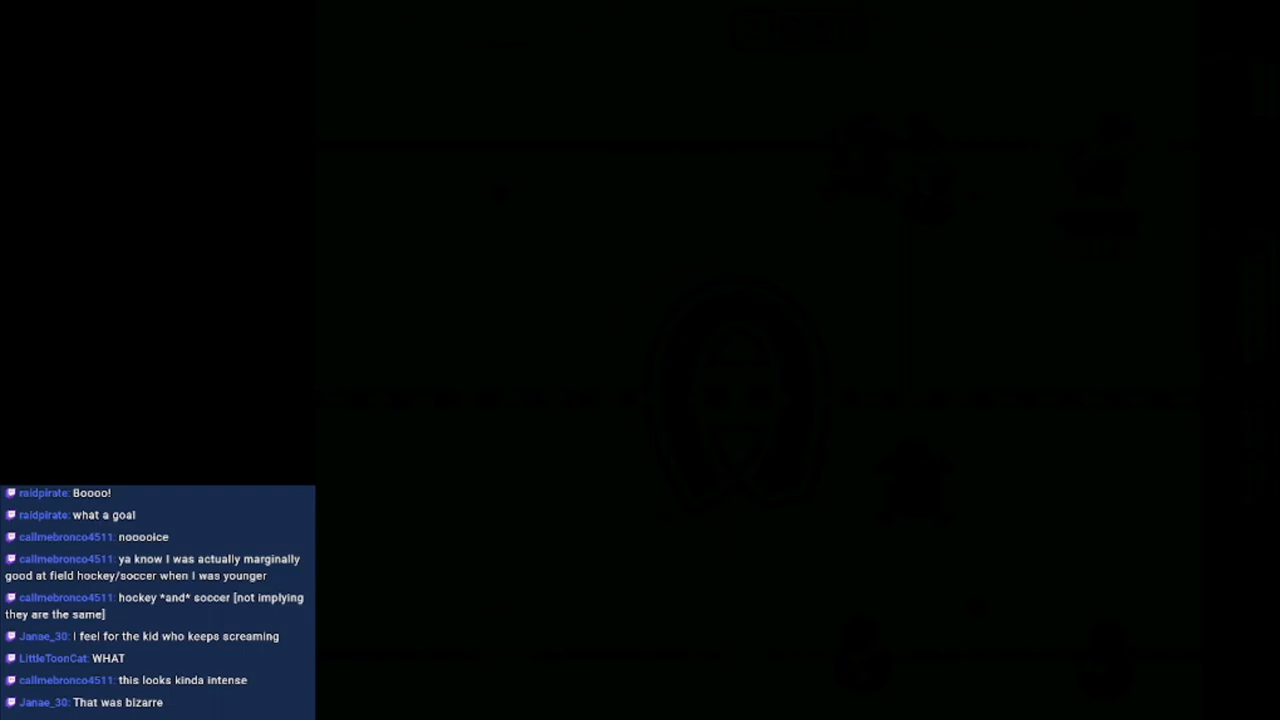 raidpirate: Boooo!
raidpirate: what a goal
callmebronco4511: nooooice
callmebronco4511: ya know I was actually marginally
good at field hockey/soccer when I was younger
callmebronco4511: hockey *and* soccer [not implying
they are the same]
Janae_30: I feel for the kid who keeps screaming
LittleToonCat: WHAT
callmebronco4511: this looks kinda intense
Janae_30: That was bizarre